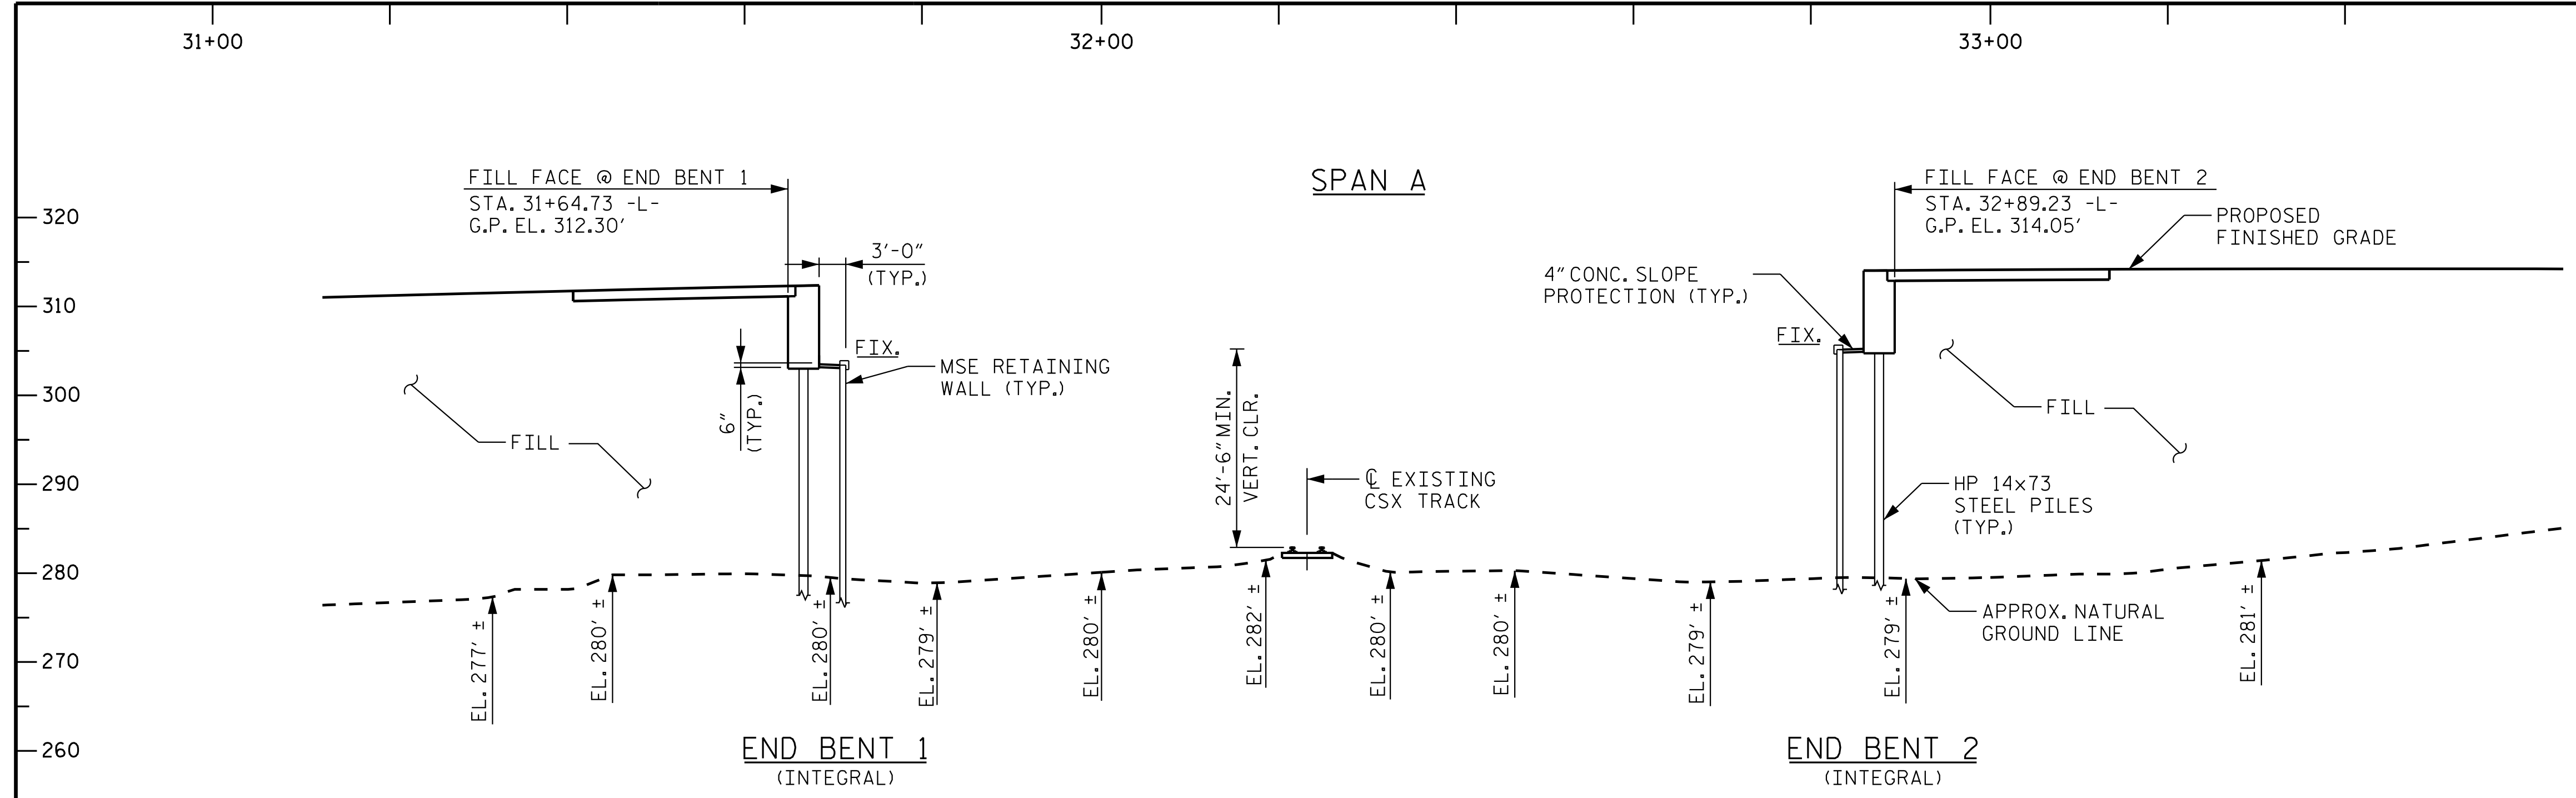 31+00
32+00
33+00
SPAN A
FILL FACE @ END BENT 1
STA. 31+64.73 -L-
G.P. EL. 312.30'
3'-0"
(TYP.)
FILL FACE @ END BENT 2
STA. 32+89.23 -L-
G.P. EL. 314.05'
PROPOSED
FINISHED GRADE
4" CONC. SLOPE
PROTECTION (TYP.)
320
310
300
290
280
270
260
FIX.
MSE RETAINING
WALL (TYP.)
6"
(TYP.)
FIX.
24'-6" MIN.
VERT. CLR.
FILL
FILL
℄ EXISTING
CSX TRACK
HP 14x73
STEEL PILES
(TYP.)
APPROX. NATURAL
GROUND LINE
EL. 277' ±
EL. 280' ±
EL. 280' ±
EL. 279' ±
EL. 280' ±
EL. 282' ±
EL. 280' ±
EL. 280' ±
EL. 279' ±
EL. 279' ±
EL. 281' ±
END BENT 1
(INTEGRAL)
END BENT 2
(INTEGRAL)